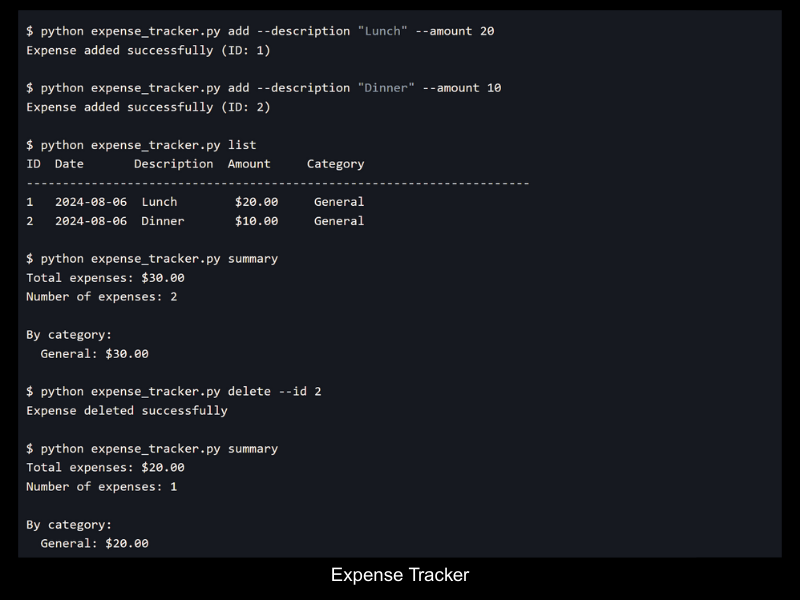 $ python expense_tracker.py add --description "Lunch" --amount 20
Expense added successfully (ID: 1)
$ python expense_tracker.py add --description "Dinner" --amount 10
Expense added successfully (ID: 2)
$ python expense_tracker.py list
ID  Date       Description  Amount     Category
----------------------------------------------------------------------
1   2024-08-06  Lunch        $20.00     General
2   2024-08-06  Dinner       $10.00     General
$ python expense_tracker.py summary
Total expenses: $30.00
Number of expenses: 2
By category:
  General: $30.00
$ python expense_tracker.py delete --id 2
Expense deleted successfully
$ python expense_tracker.py summary
Total expenses: $20.00
Number of expenses: 1
By category:
  General: $20.00
Expense Tracker